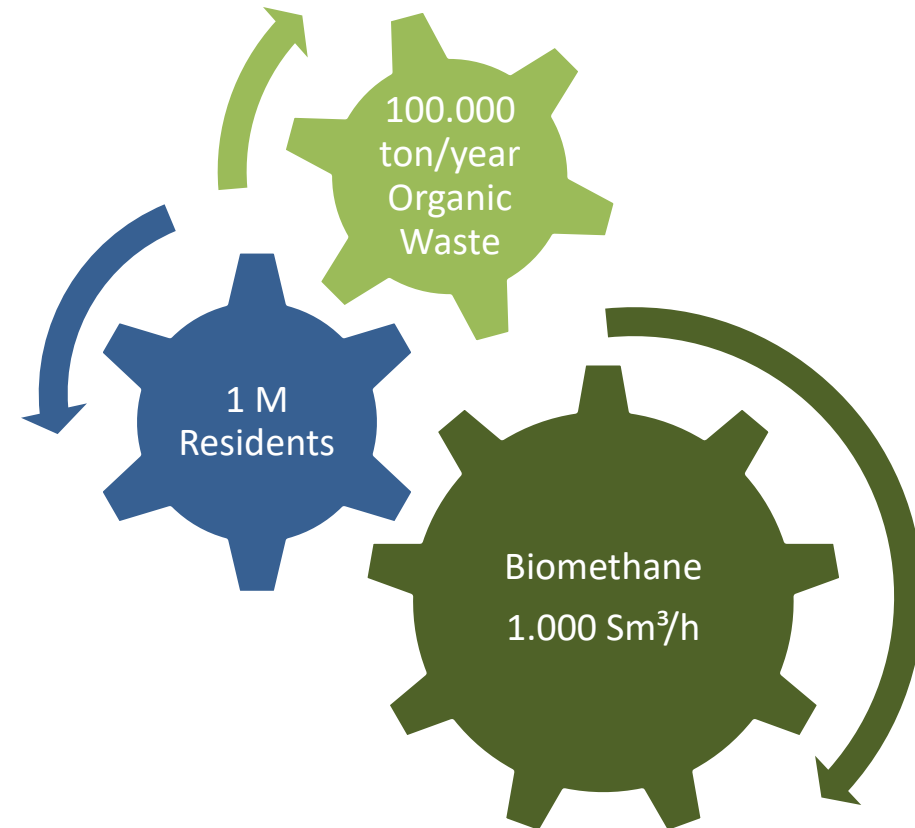 100.000
ton/year
Organic
Waste
1 M
Residents
Biomethane
1.000 Sm³/h